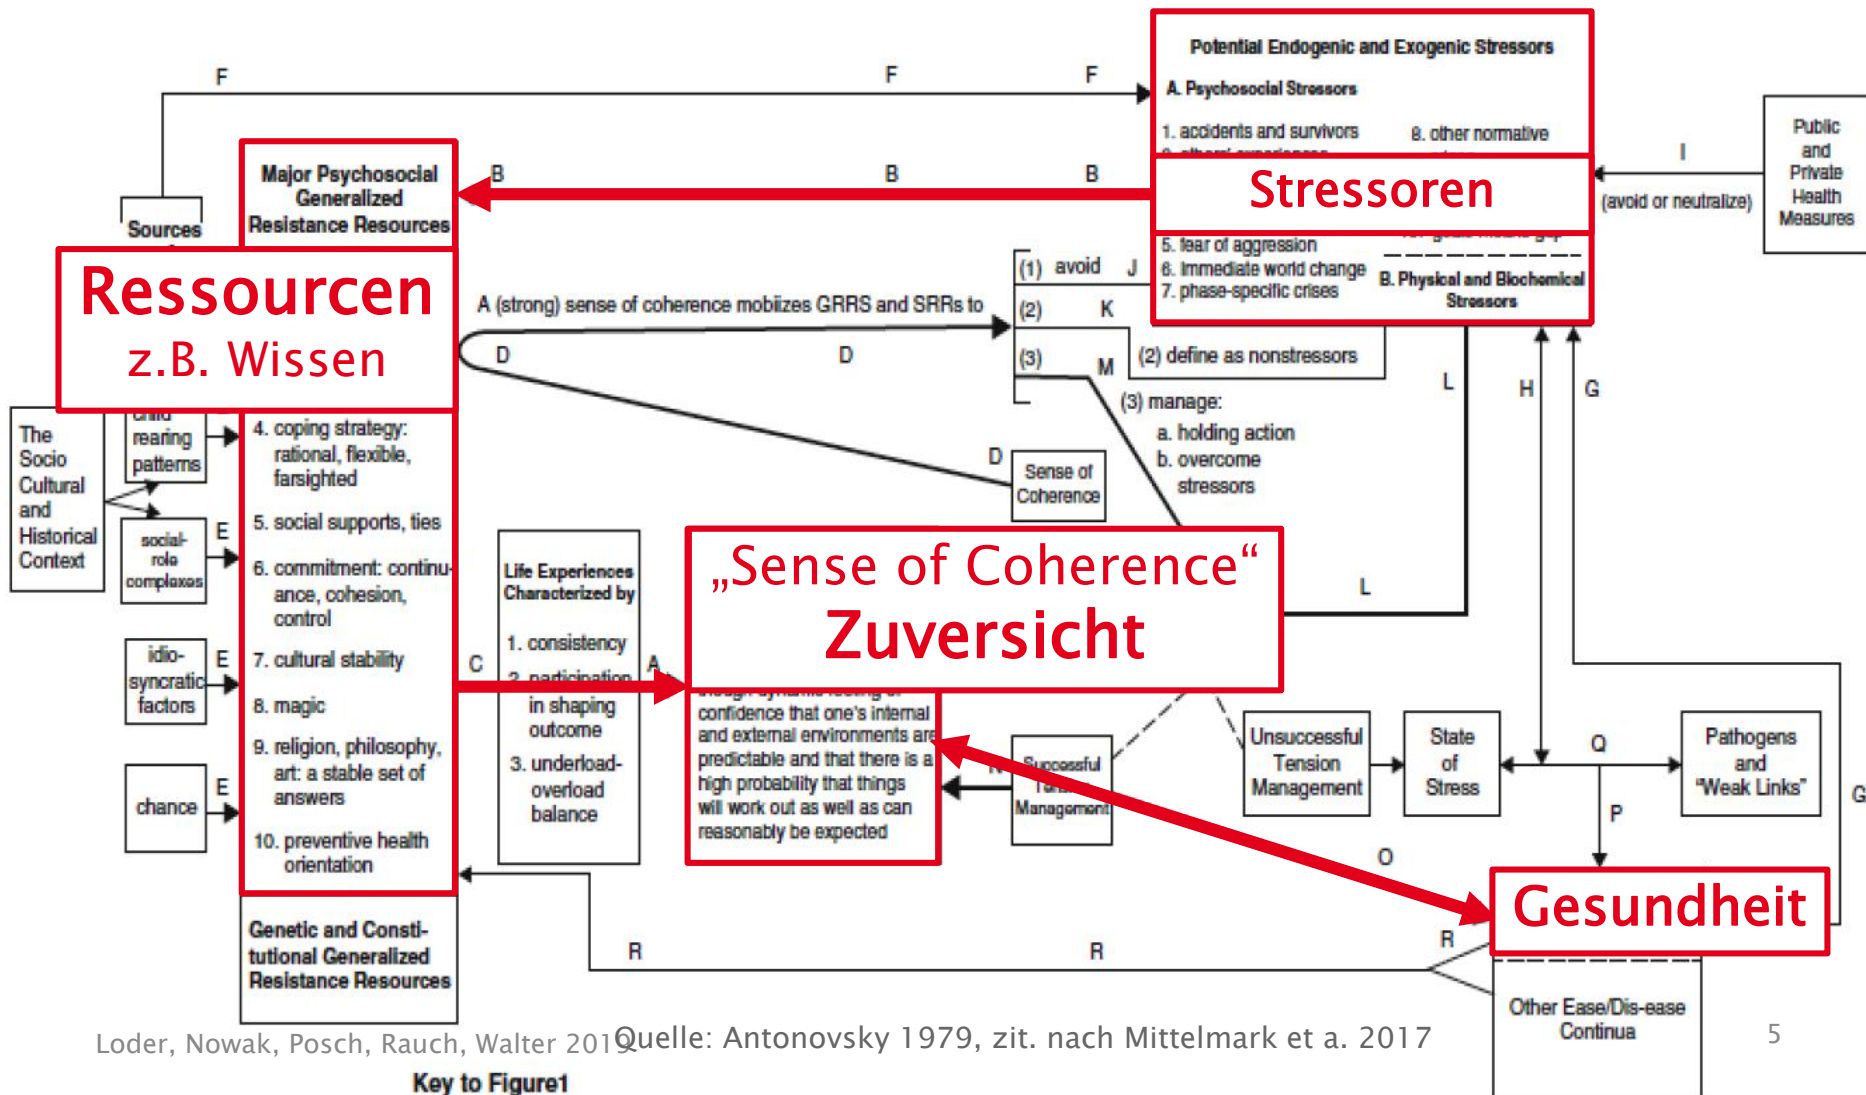 Potential Endogenic and Exogenic Stressors
A. Psychosocial Stressors
1. accidents and survivors
8. other normative
Stressoren
5. fear of aggression
6. immediate world change
7. phase-specific crises
B. Physical and Biochemical
Stressors
F
F
F
B
B
B
I
(avoid or neutralize)
Public
and
Private
Health
Measures
Major Psychosocial
Generalized
Resistance Resources
Sources
Ressourcen
z.B. Wissen
A (strong) sense of coherence mobiizes GRRS and SRRs to
D
D
D
(1) avoid
J
(2)
K
(2) define as nonstressors
(3)
M
(3) manage:
a. holding action
b. overcome
stressors
L
L
H
G
Sense of
Coherence
The
Socio
Cultural
and
Historical
Context
child
rearing
patterns
social-
role
complexes
idio-
syncratic
factors
chance
E
E
E
4. coping strategy:
rational, flexible,
farsighted
5. social supports, ties
6. commitment: continu-
ance, cohesion,
control
7. cultural stability
8. magic
9. religion, philosophy,
art: a stable set of
answers
10. preventive health
orientation
Genetic and Consti-
tutional Generalized
Resistance Resources
C
Life Experiences
Characterized by
1. consistency
2. participation
in shaping
outcome
3. underload-
overload
balance
A
„Sense of Coherence“
Zuversicht
though dynamic feeling of
confidence that one's internal
and external environments are
predictable and that there is a
high probability that things
will work out as well as can
reasonably be expected
N
Successful
Tension
Management
Unsuccessful
Tension
Management
State
of
Stress
Q
Pathogens
and
“Weak Links”
P
G
O
Gesundheit
R
R
R
Other Ease/Dis-ease
Continua
Loder, Nowak, Posch, Rauch, Walter 2019
Quelle: Antonovsky 1979, zit. nach Mittelmark et a. 2017
5
Key to Figure1